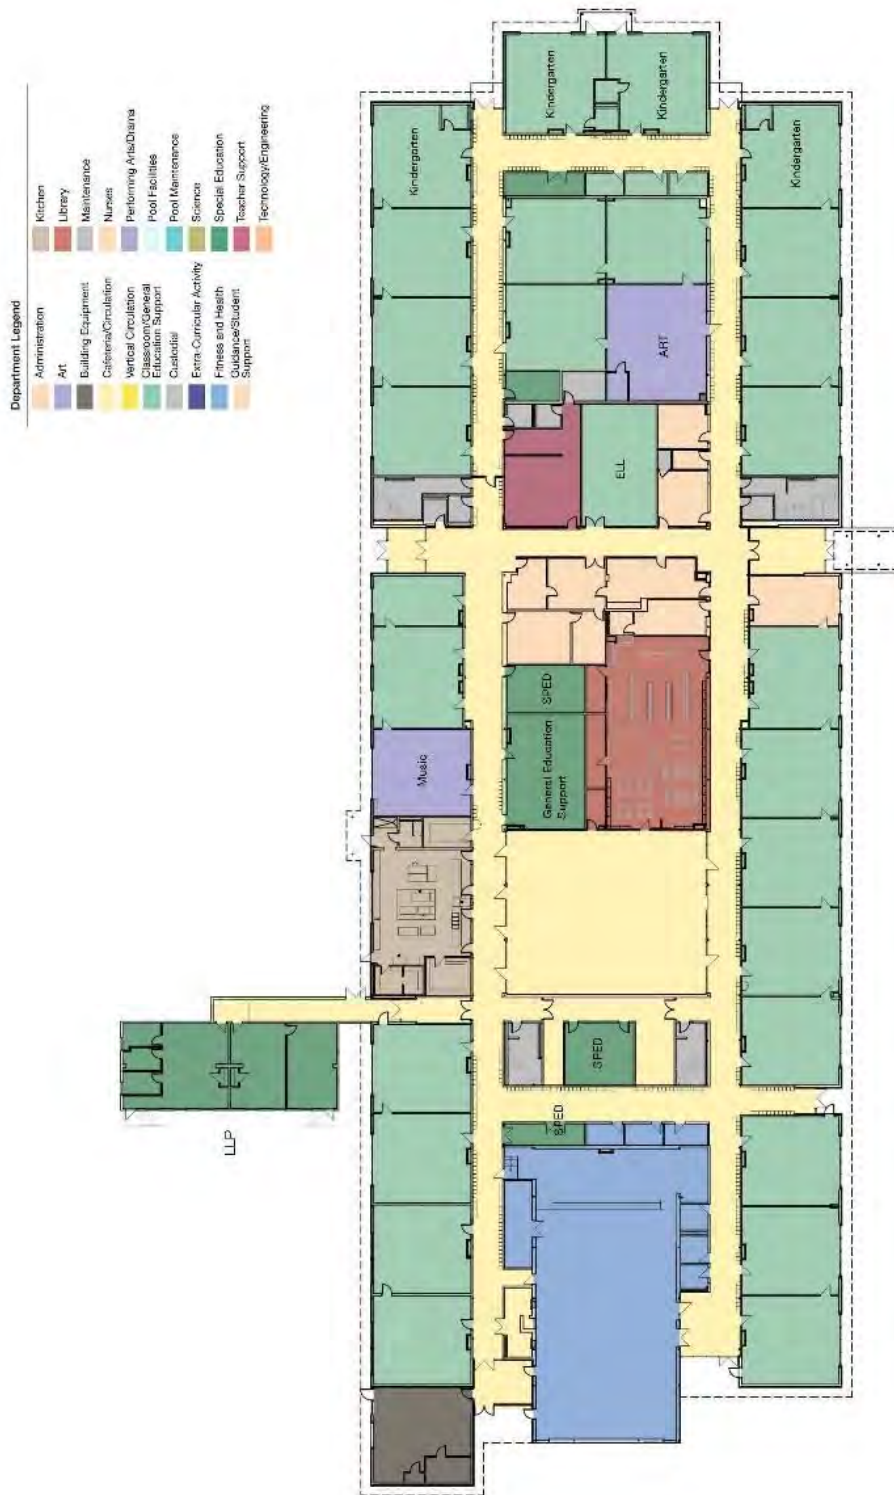 Department Legend
Administration
Art
Building Equipment
Cafeteria/Circulation
Vertical Circulation
Classroom/General
Education Support
Custodial
Extra-Curricular Activity
Fitness and Health
Guidance/Student
Support
Kitchen
Library
Maintenance
Nurses
Performing Arts/Drama
Pool Facilities
Pool Maintenance
Science
Special Education
Teacher Support
Technology/Engineering
LLP
Kindergarten
Music
Kindergarten
Kindergarten
SPED
General Education
Support
SPED
SPED
ELL
ART
Kindergarten